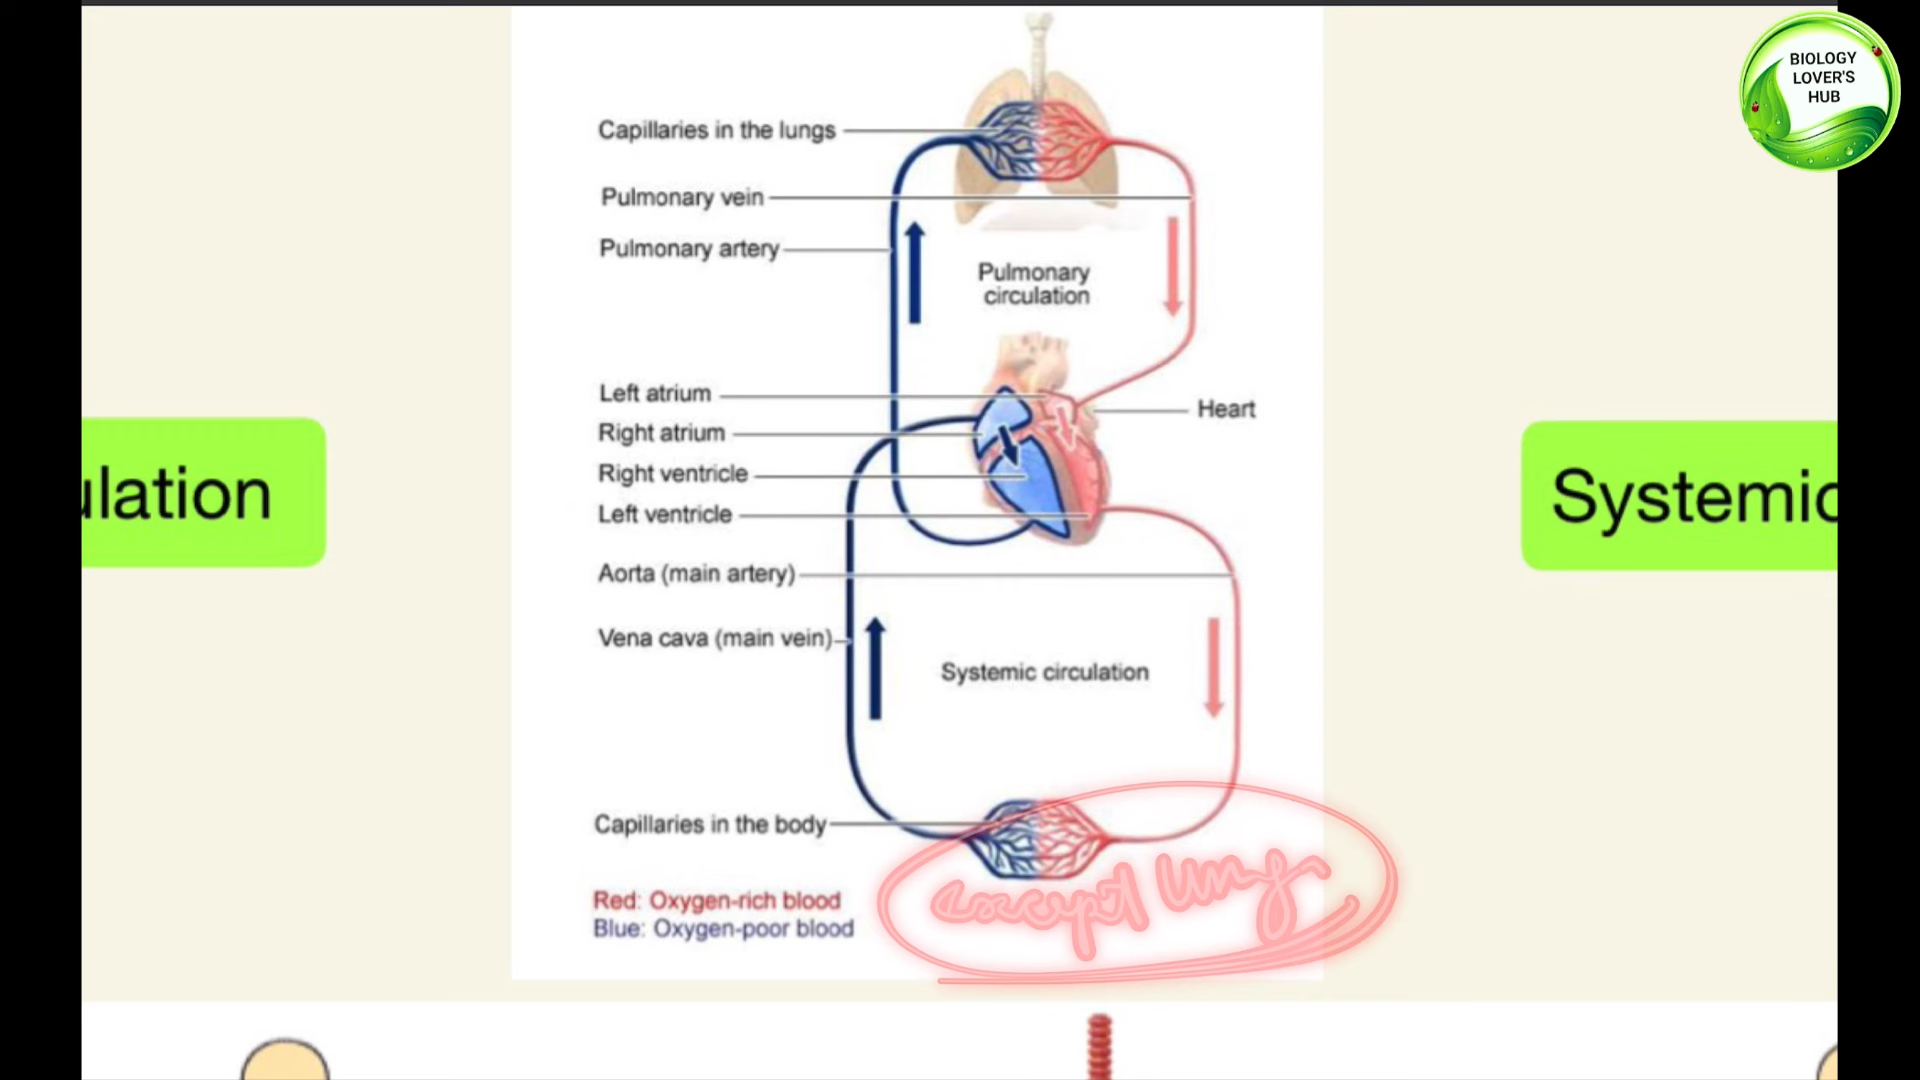 BIOLOGY
LOVER'S
HUB
Capillaries in the lungs
Pulmonary vein
Pulmonary artery
Pulmonary
circulation
Left atrium
Heart
Right atrium
Right ventricle
Left ventricle
ulation
Systemic
Aorta (main artery)
Vena cava (main vein)
Systemic circulation
Capillaries in the body
except lungs
Red: Oxygen-rich blood
Blue: Oxygen-poor blood